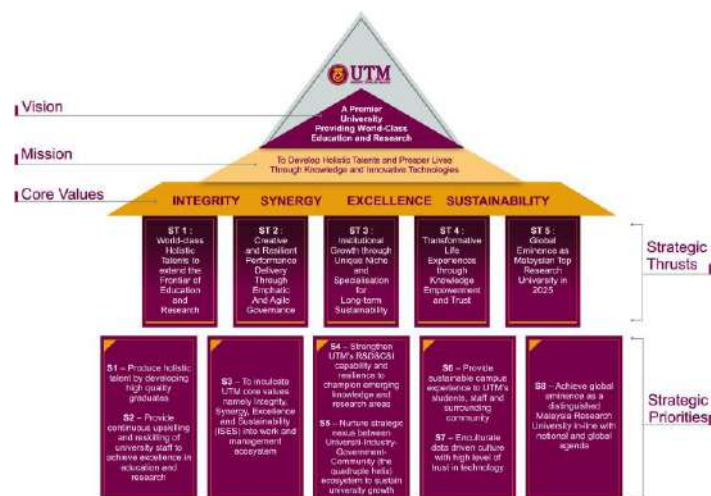 UTM
Vision
A Premier
University
Providing World-Class
Education and Research
Mission
To Develop Holistic Talents and Prosper Lives
Through Knowledge and Innovative Technologies
Core Values
INTEGRITY SYNERGY EXCELLENCE SUSTAINABILITY
ST 1 :
World-class
Holistic
Talents to
extend the
Frontier of
Education
and
Research
ST 2 :
Creative
and Resilient
Performance
Delivery
Through
Emphatic
And Agile
Governance
ST 3 :
Institutional
Growth through
Unique Niche
and
Specialisation
for
Long-term
Sustainability
ST 4 :
Transformative
Life
Experiences
through
Knowledge
Empowerment
and Trust
ST 5 :
Global
Eminence as
Malaysian Top
Research
University in
2025
Strategic
Thrusts
S1 – Produce holistic
talent by developing
high quality
graduates
S2 – Provide
continuous upskilling
and reskilling of
university staff to
achieve excellence in
education and
research
S3 – To inculcate
UTM core values
namely Integrity,
Synergy, Excellence
and Sustainability
(ISES) into work and
management
ecosystem
S4 – Strengthen
UTM's RSD&C&I
capability and
resilience to
champion emerging
knowledge and
research areas
S5 – Nurture strategic
nexus between
Universiti-Industry-
Government-
Community (the
quadruple helix)
ecosystem to sustain
university growth
S6 – Provide
sustainable campus
experience to UTM's
students, staff and
surrounding
community
S7 – Enculturate
data driven culture
with high level of
trust in technology
S8 – Achieve global
eminence as a
distinguished
Malaysia Research
University in-line with
national and global
agenda
Strategic
Priorities